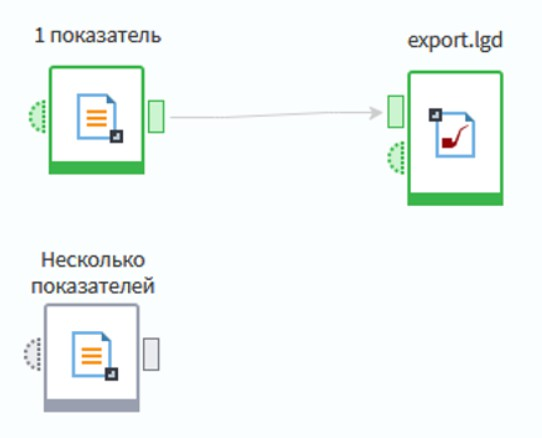 1 показатель
export.lgd
Несколько
показателей